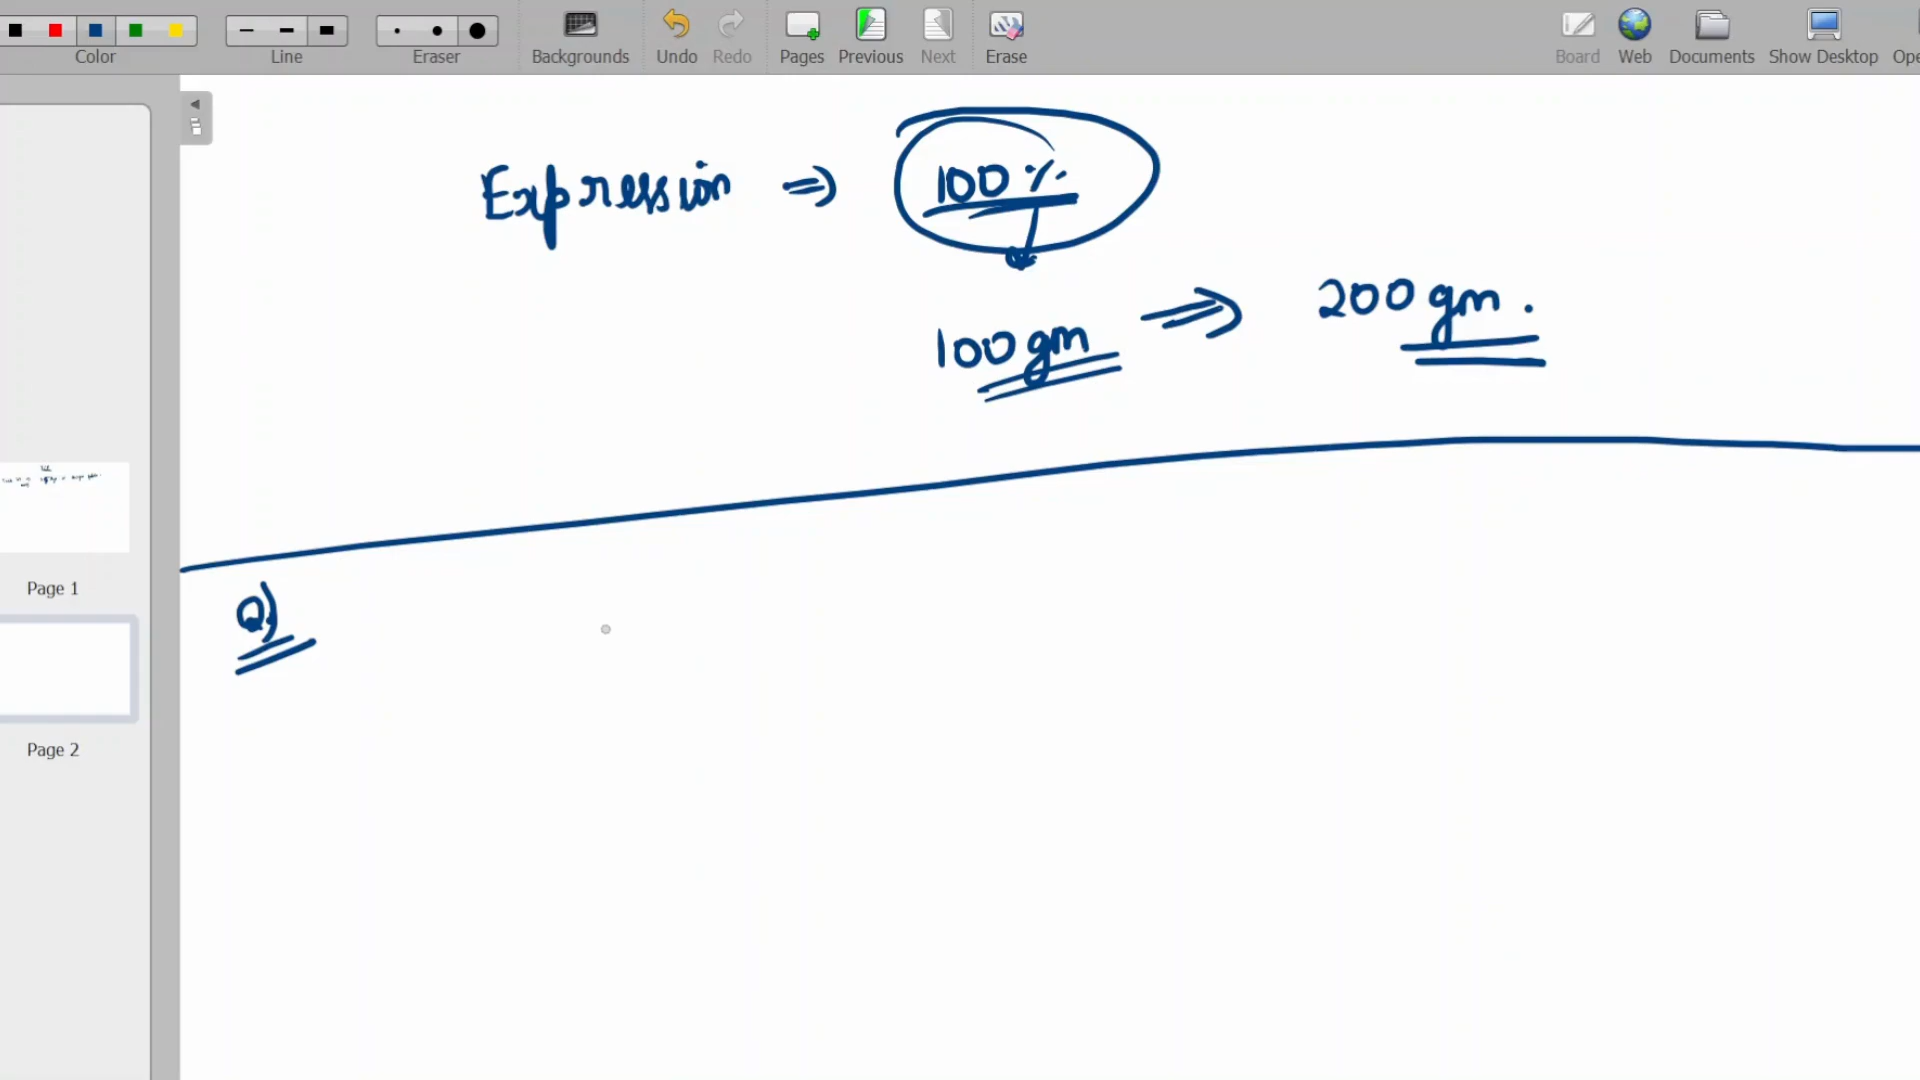 Color Line Eraser Backgrounds Undo Redo Pages Previous Next Erase Board Web Documents Show Desktop Ope
Expression ⇒ 100 %
100 gm ⇒ 200 gm.
Q)
Page 1
Page 2